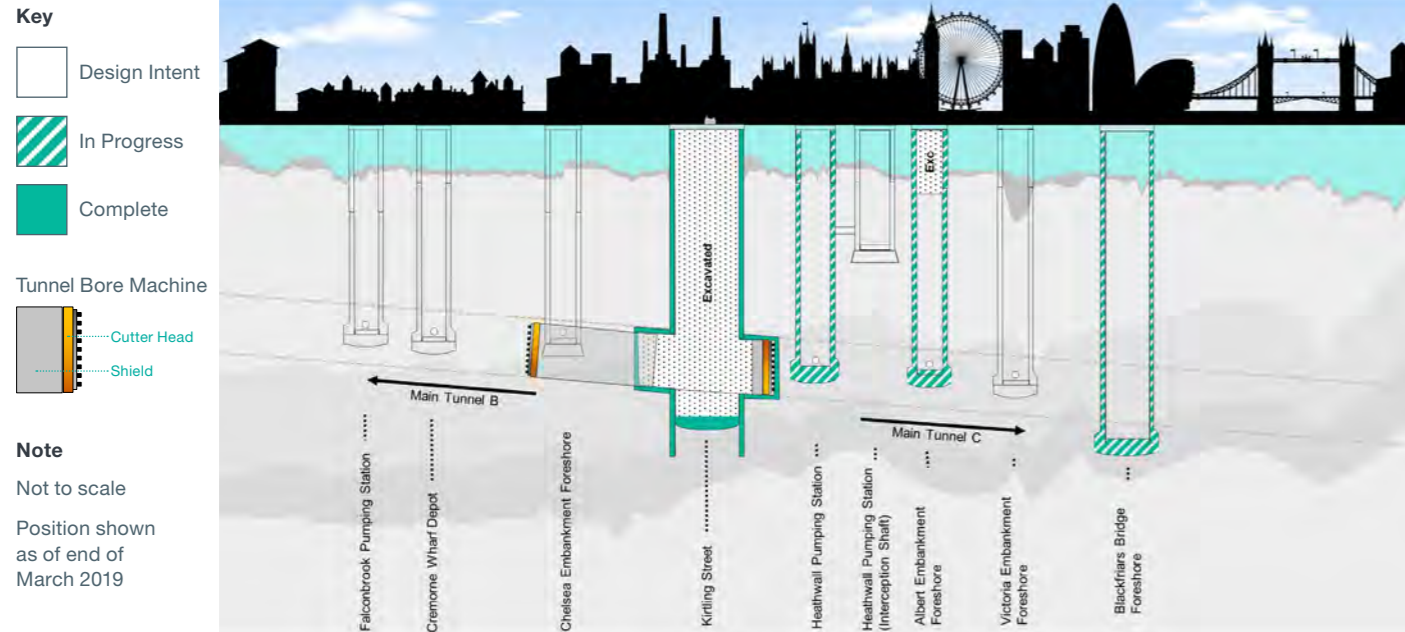 Key
Design Intent
In Progress
Complete
Tunnel Bore Machine
Cutter Head
Shield
Note
Not to scale
Position shown
as of end of
March 2019
Excavated
Exc
Main Tunnel B
Main Tunnel C
Falconbrook Pumping Station
Cremorne Wharf Depot
Chelsea Embankment Foreshore
Kirtling Street
Heathwall Pumping Station
Heathwall Pumping Station
(Interception Shaft)
Albert Embankment
Foreshore
Victoria Embankment
Foreshore
Blackfriars Bridge
Foreshore